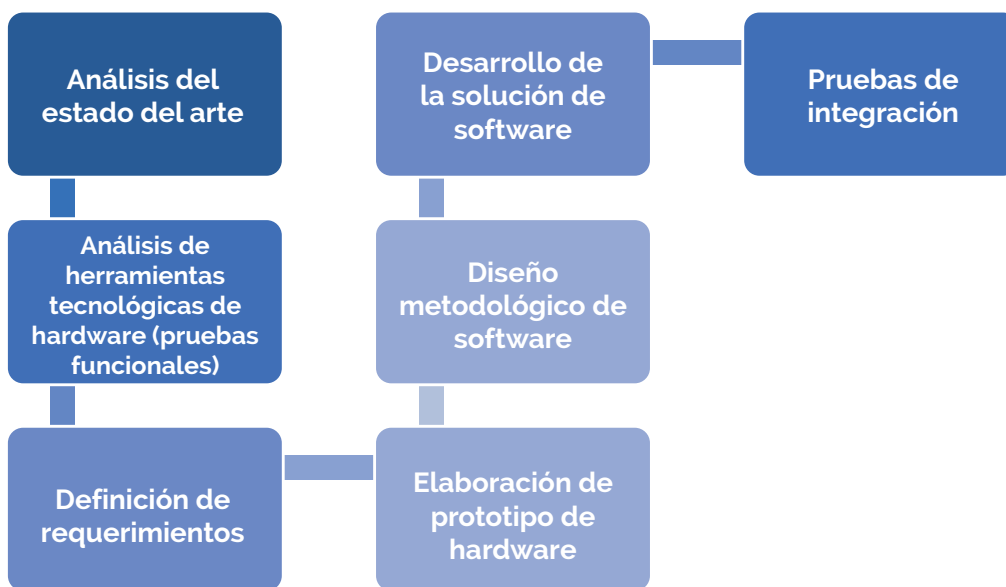 Análisis del
estado del arte
Análisis de
herramientas
tecnológicas de
hardware (pruebas
funcionales)
Definición de
requerimientos
Elaboración de
prototipo de
hardware
Diseño
metodológico de
software
Desarrollo de
la solución de
software
Pruebas de
integración